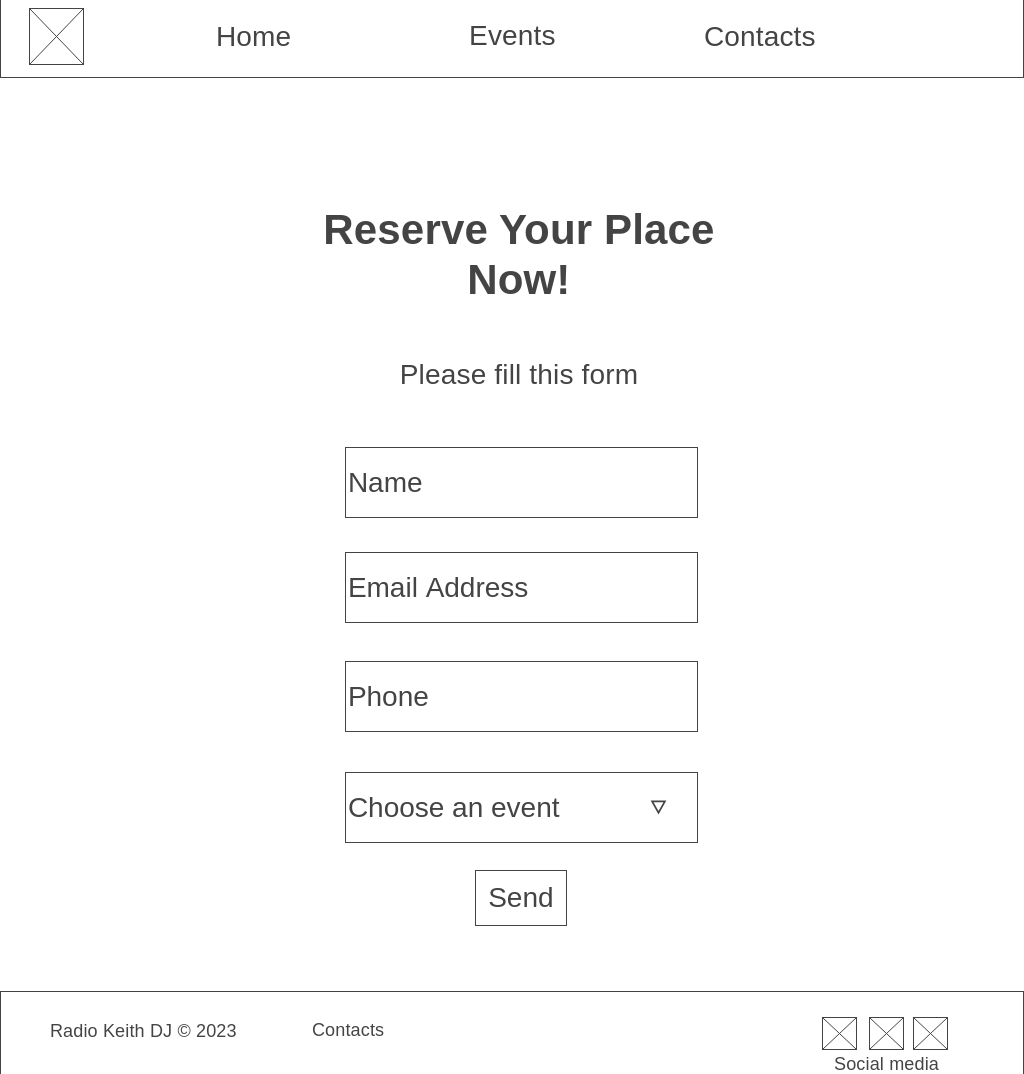 Home Events Contacts
Reserve Your Place
Now!
Please fill this form
Name
Email Address
Phone
Choose an event
Send
Radio Keith DJ © 2023 Contacts
Social media